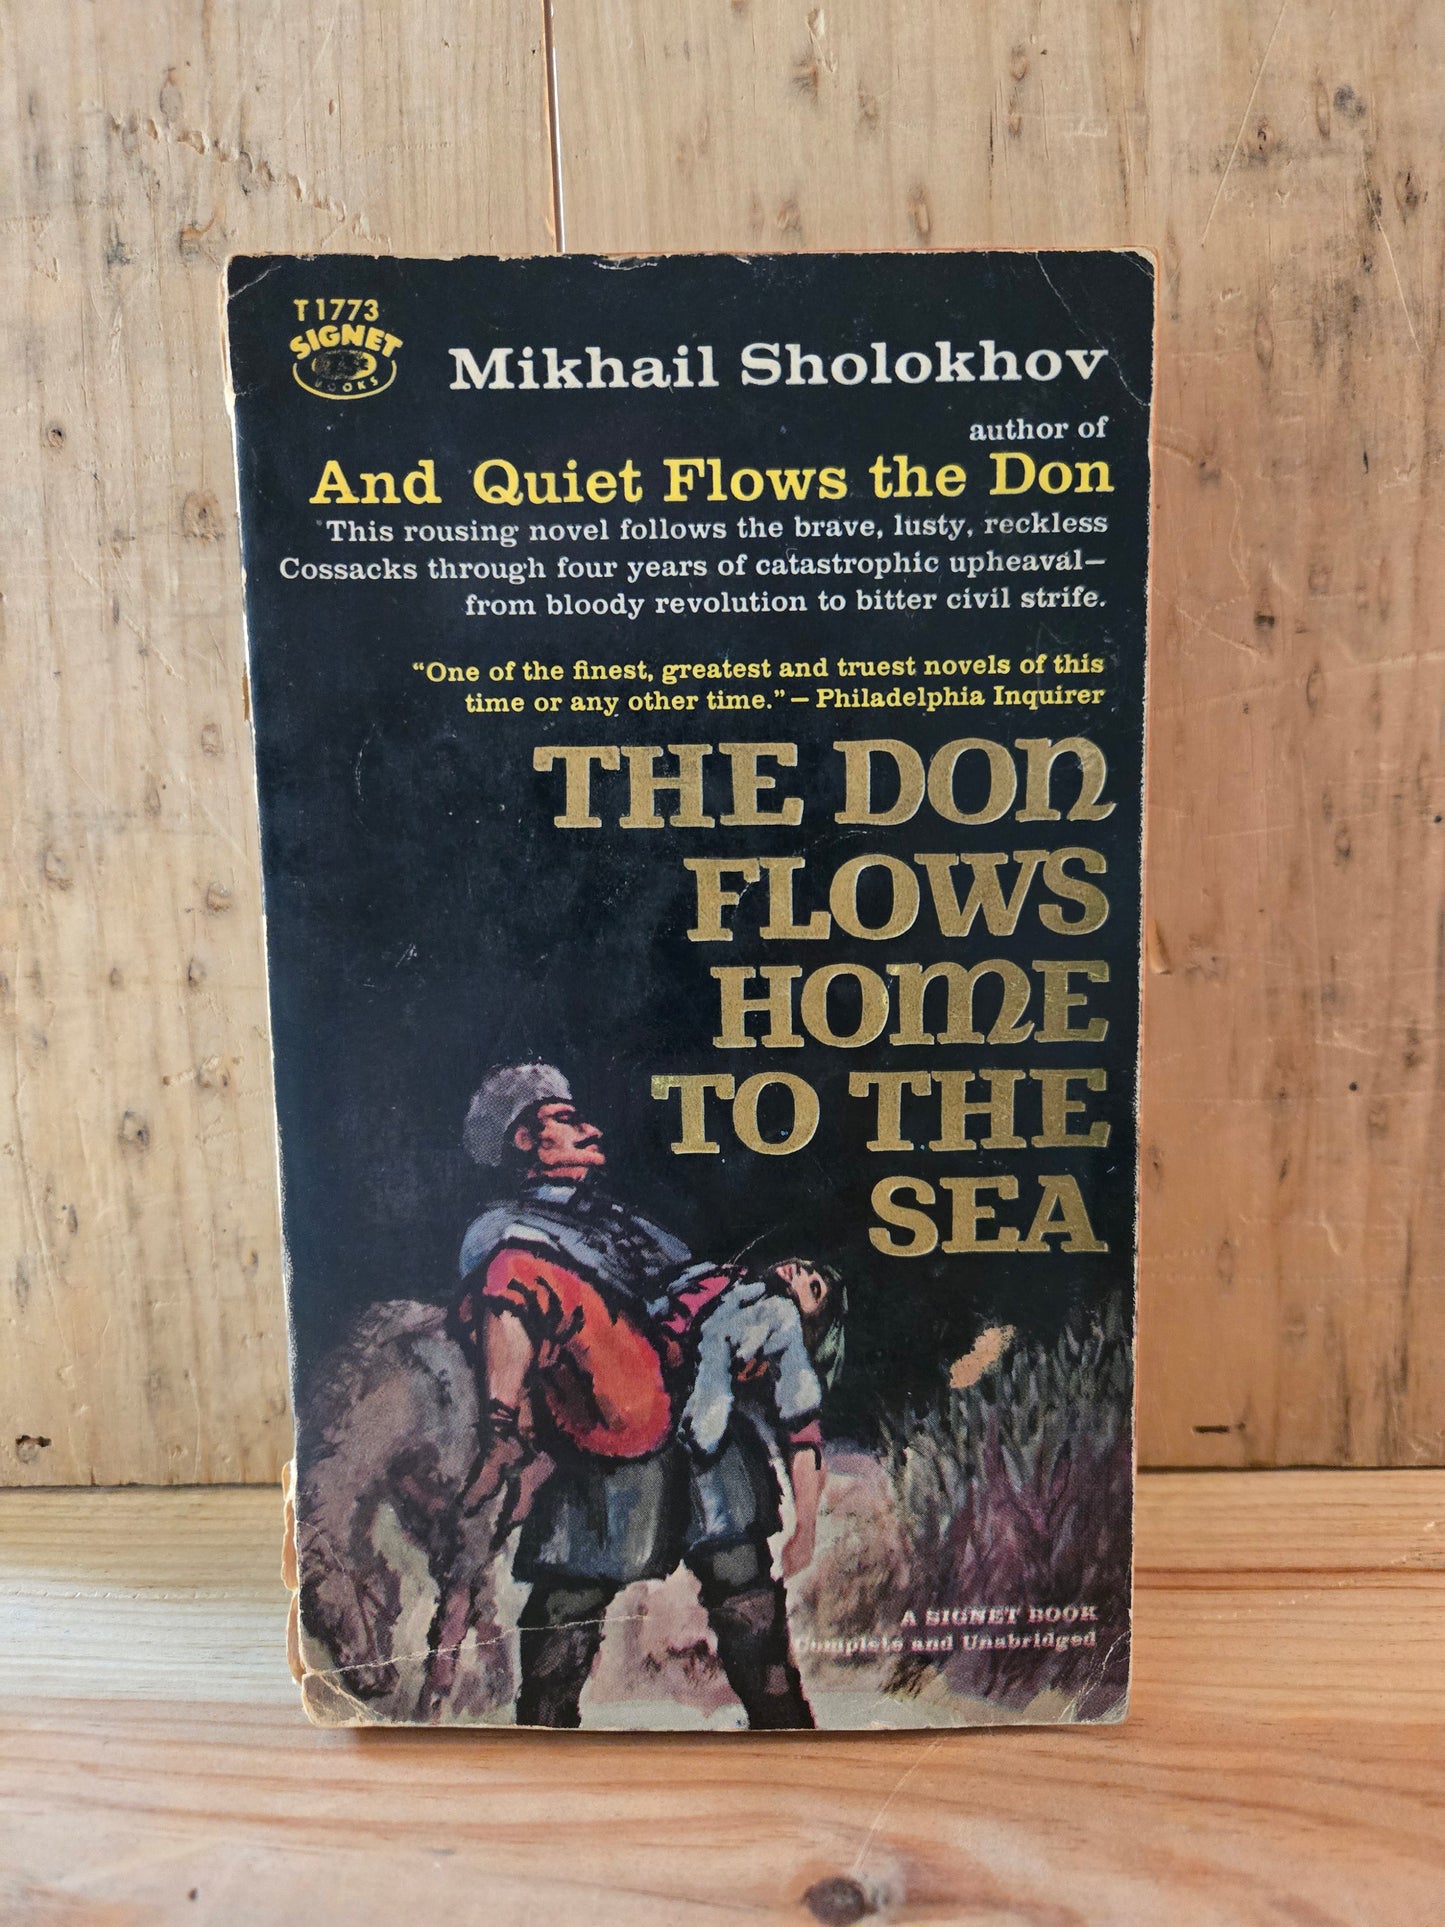 T1773
SIGNET
BOOKS
Mikhail Sholokhov
author of
And Quiet Flows the Don
This rousing novel follows the brave, lusty, reckless
Cossacks through four years of catastrophic upheaval—
from bloody revolution to bitter civil strife.
“One of the finest, greatest and truest novels of this
time or any other time.” — Philadelphia Inquirer
THE DON
FLOWS
HOME
TO THE
SEA
A SIGNET BOOK
Complete and Unabridged